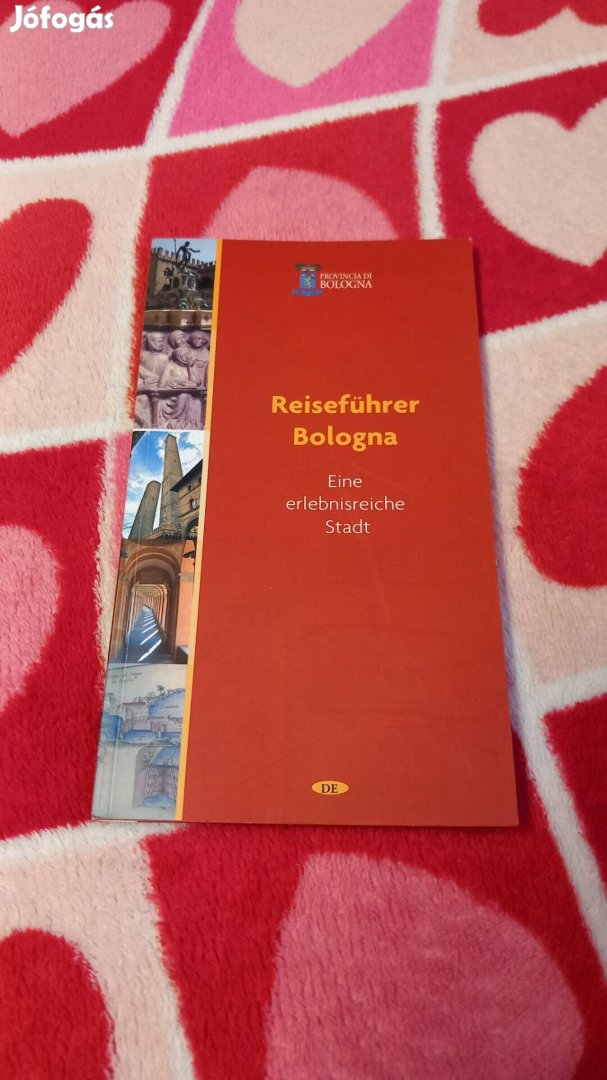 Jófogás
PROVINCIA DI
BOLOGNA
Reiseführer
Bologna
Eine
erlebnisreiche
Stadt
DE